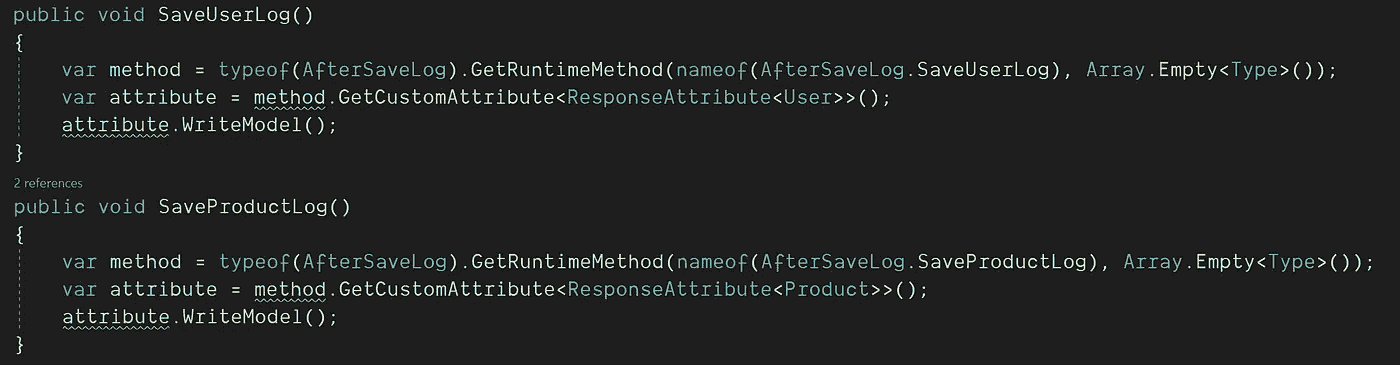 public void SaveUserLog()
{
    var method = typeof(AfterSaveLog).GetRuntimeMethod(nameof(AfterSaveLog.SaveUserLog), Array.Empty<Type>());
    var attribute = method.GetCustomAttribute<ResponseAttribute<User>>();
    attribute.WriteModel();
}
2 references
public void SaveProductLog()
{
    var method = typeof(AfterSaveLog).GetRuntimeMethod(nameof(AfterSaveLog.SaveProductLog), Array.Empty<Type>());
    var attribute = method.GetCustomAttribute<ResponseAttribute<Product>>();
    attribute.WriteModel();
}